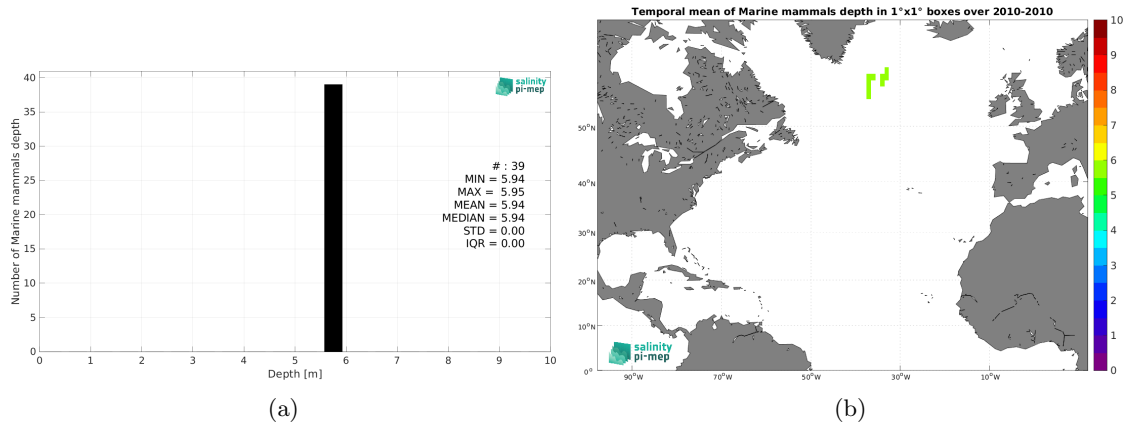 40
35
30
25
20
15
10
5
0
Number of Marine mammals depth
salinity
pi-mep
# : 39
MIN = 5.94
MAX = 5.95
MEAN = 5.94
MEDIAN = 5.94
STD = 0.00
IQR = 0.00
0 1 2 3 4 5 6 7 8 9 10
Depth [m]
(a)
Temporal mean of Marine mammals depth in 1°x1° boxes over 2010-2010
50°N
40°N
30°N
20°N
10°N
0°
salinity
pi-mep
90°W 70°W 50°W 30°W 10°W
10
9
8
7
6
5
4
3
2
1
0
(b)